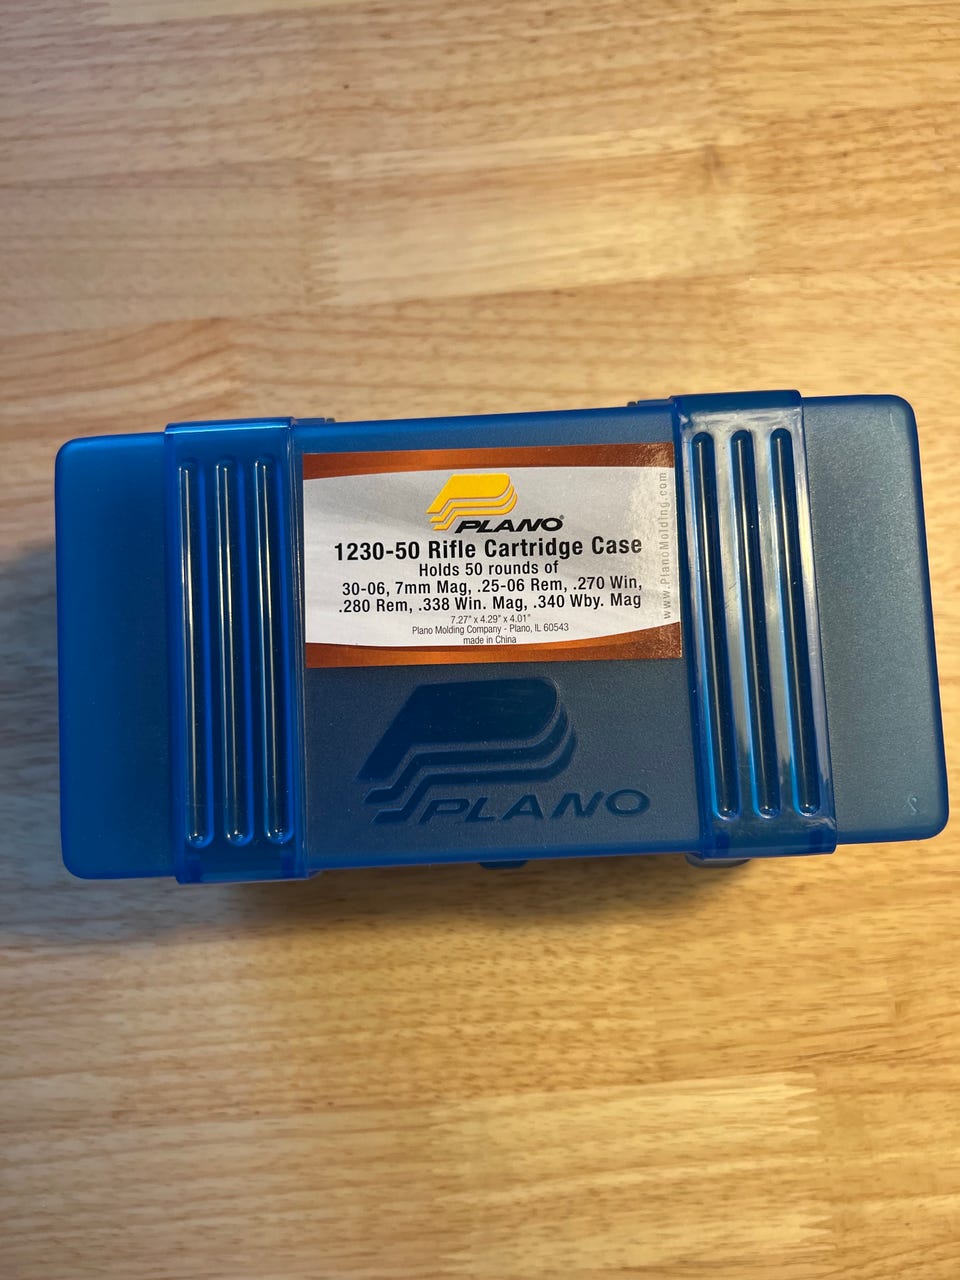 PLANO®
1230-50 Rifle Cartridge Case
Holds 50 rounds of
30-06, 7mm Mag, .25-06 Rem, .270 Win,
.280 Rem, .338 Win. Mag, .340 Wby. Mag
7.27" x 4.29" x 4.01"
Plano Molding Company - Plano, IL 60543
made in China
www.PlanoMolding.com
PLANO